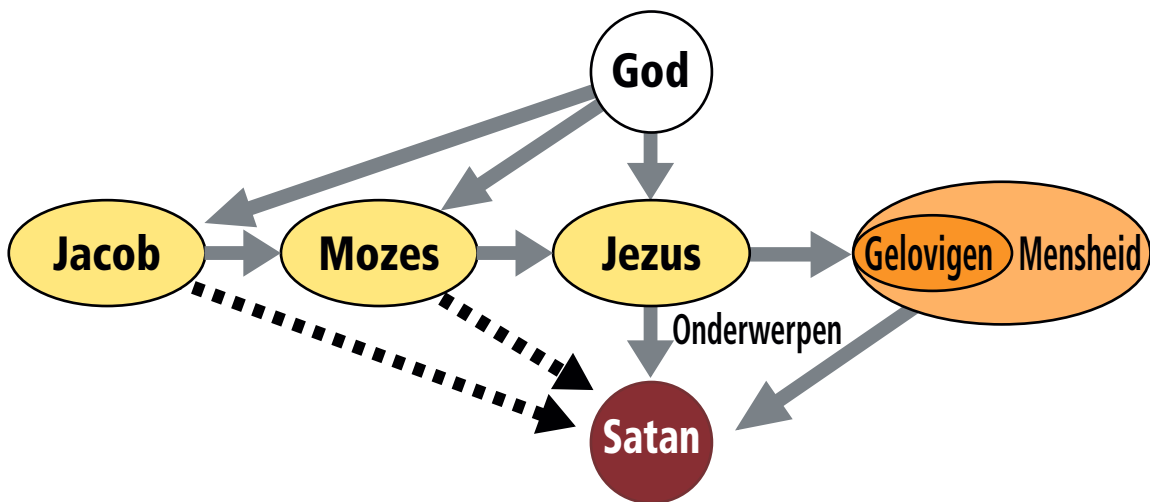 God
Jacob
Mozes
Jezus
Gelovigen
Mensheid
Onderwerpen
Satan